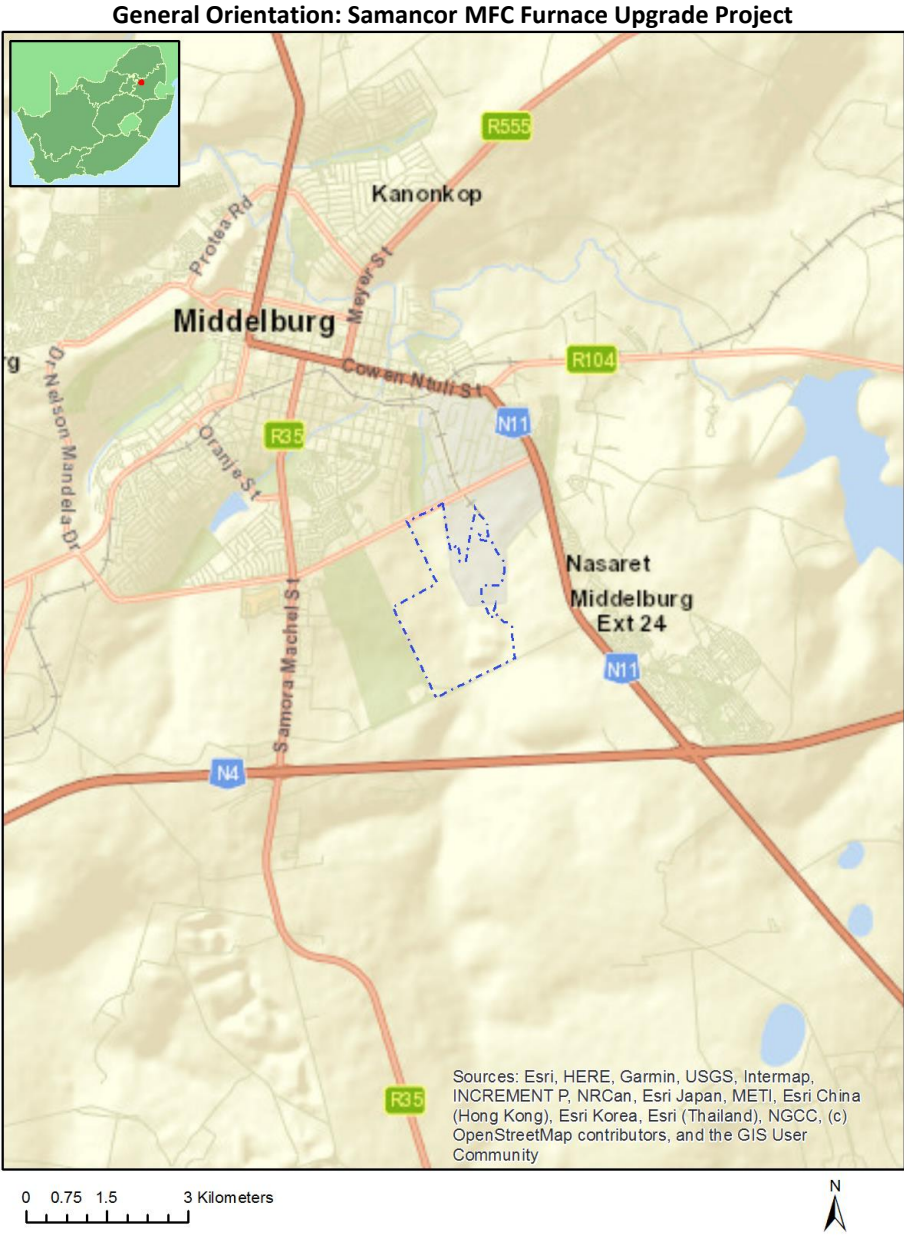 General Orientation: Samancor MFC Furnace Upgrade Project
R555
Kanonkop
Protea Rd
Meyer St
Middelburg
rg
R104
Cowen Ntuli St
N11
Dr Nelson Mandela Dr
Oranje St
R35
Nasaret
Middelburg
Ext 24
N11
Samora Machel St
N4
R35
Sources: Esri, HERE, Garmin, USGS, Intermap,
INCREMENT P, NRCan, Esri Japan, METI, Esri China
(Hong Kong), Esri Korea, Esri (Thailand), NGCC, (c)
OpenStreetMap contributors, and the GIS User
Community
0 0.75 1.5 3 Kilometers
N